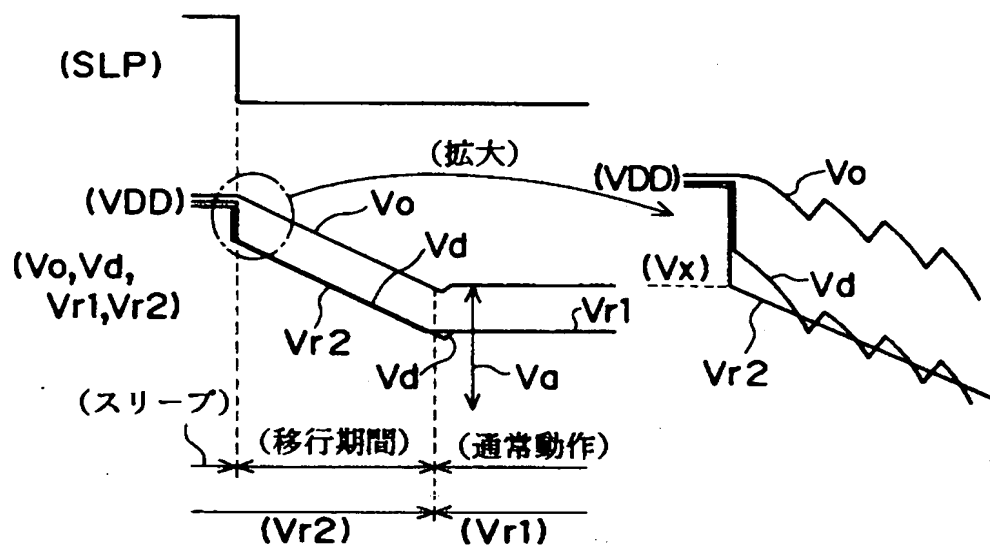 (SLP)
(拡大)
(VDD)
Vo
(VDD)
Vo
(Vo,Vd,
Vr1,Vr2)
Vd
(Vx)
Vd
Vr1
Vr2
Vr2
Vd
Va
(スリープ)
(移行期間)
(通常動作)
(Vr2)
(Vr1)